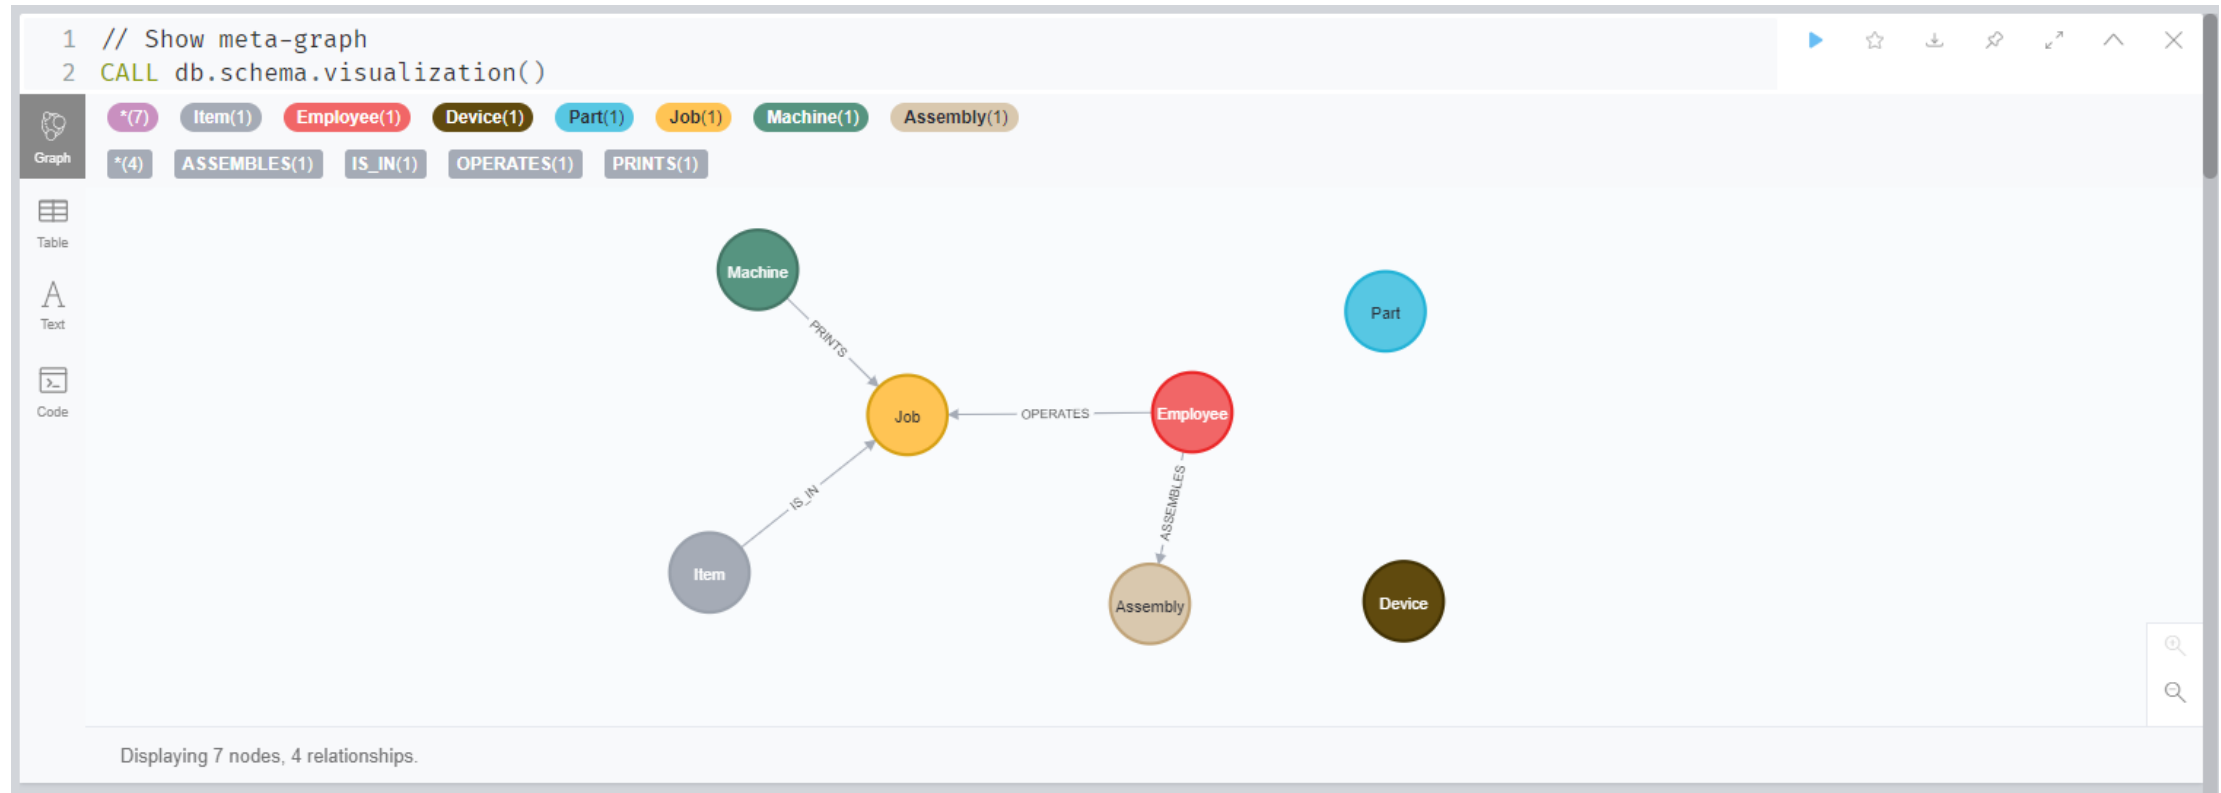 1 // Show meta-graph
2 CALL db.schema.visualization()
*(7) Item(1) Employee(1) Device(1) Part(1) Job(1) Machine(1) Assembly(1)
*(4) ASSEMBLES(1) IS_IN(1) OPERATES(1) PRINTS(1)
Graph
Table
Text
Code
Machine
Part
PRINTS
Job
OPERATES
Employee
IS_IN
ASSEMBLES
Item
Assembly
Device
Displaying 7 nodes, 4 relationships.